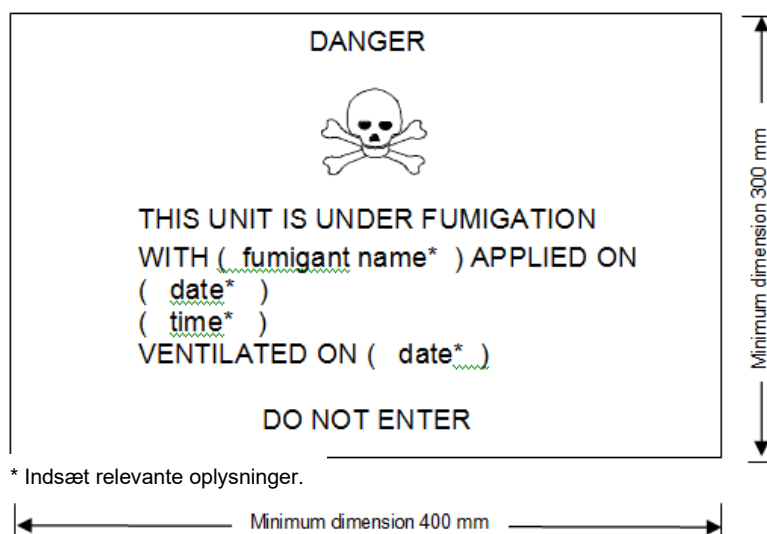 DANGER
THIS UNIT IS UNDER FUMIGATION
WITH ( fumigant name* ) APPLIED ON
( date* )
( time* )
VENTILATED ON ( date* )
DO NOT ENTER
* Indsæt relevante oplysninger.
Minimum dimension 400 mm
Minimum dimension 300 mm